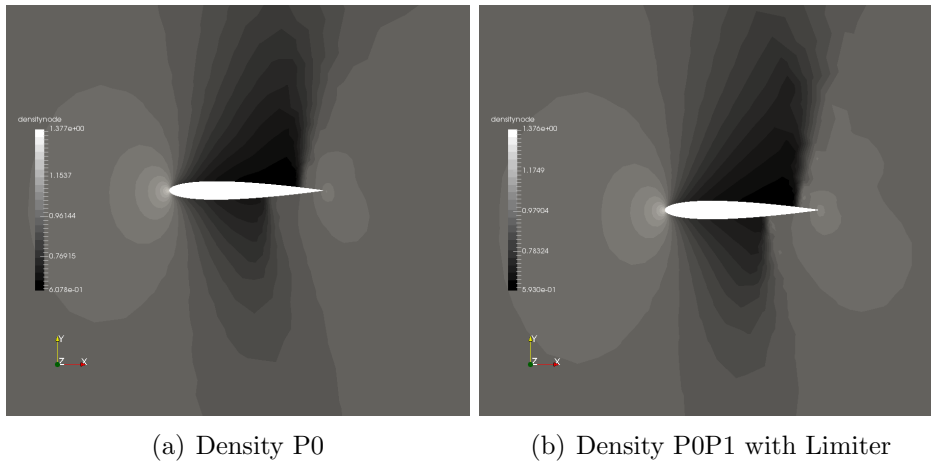 densitynode
1.377e+00
1.1537
0.96144
0.76915
6.078e-01
Y
Z X
densitynode
1.376e+00
1.1749
0.97904
0.78324
5.930e-01
Y
Z X
(a) Density P0
(b) Density P0P1 with Limiter